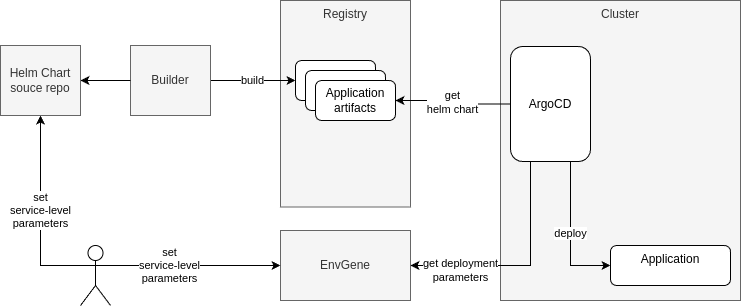 Registry
Cluster
Helm Chart
souce repo
Builder
build
Application
artifacts
get
helm chart
ArgoCD
set
service-level
parameters
set
service-level
parameters
EnvGene
get deployment
parameters
deploy
Application